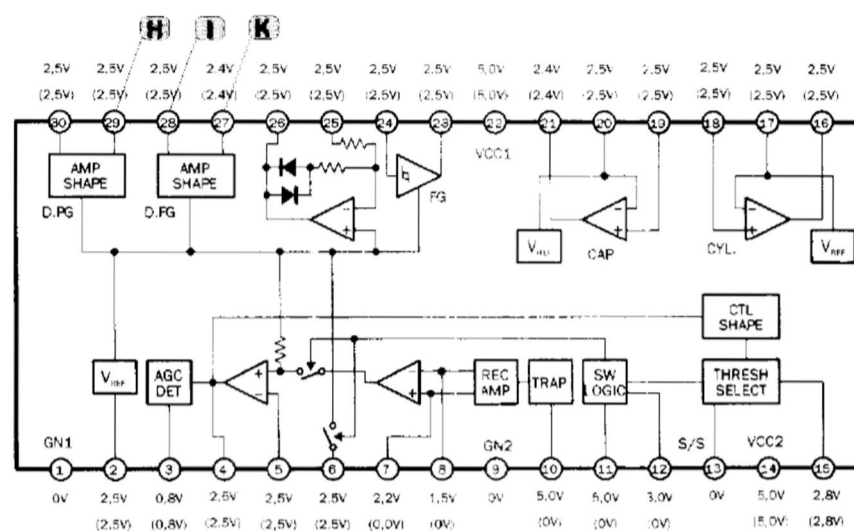 H I K
2,5V 2,5V 2,5V 2,4V 2,5V 2,5V 2,5V 2,5V 5,0V 2,4V 2,5V 2,5V 2,5V 2,5V 2,5V
(2,5V) (2,5V) (2,5V) (2,4V) (2,5V) (2,5V) (2,5V) (2,5V) (5,0V) (2,4V) (2,5V) (2,5V) (2,5V) (2,5V) (2,5V)
30 29 28 27 26 25 24 23 22 21 20 19 18 17 16
VCC1
AMP SHAPE
AMP SHAPE
D.PG
D.FG
FG
VREF
CAP
CYL.
VREF
CTL SHAPE
VREF
AGC DET
REC AMP
TRAP
SW LOGIC
THRESH SELECT
GN1
GN2
S/S
VCC2
1 2 3 4 5 6 7 8 9 10 11 12 13 14 15
0V 2,5V 0,8V 2,5V 2,5V 2,5V 2,2V 1,5V 0V 5,0V 5,0V 3,0V 0V 5,0V 2,8V
(2,5V) (0,8V) (2,5V) (2,5V) (2,5V) (0,0V) (0V) (0V) (0V) (0V) (5,0V) (2,8V)